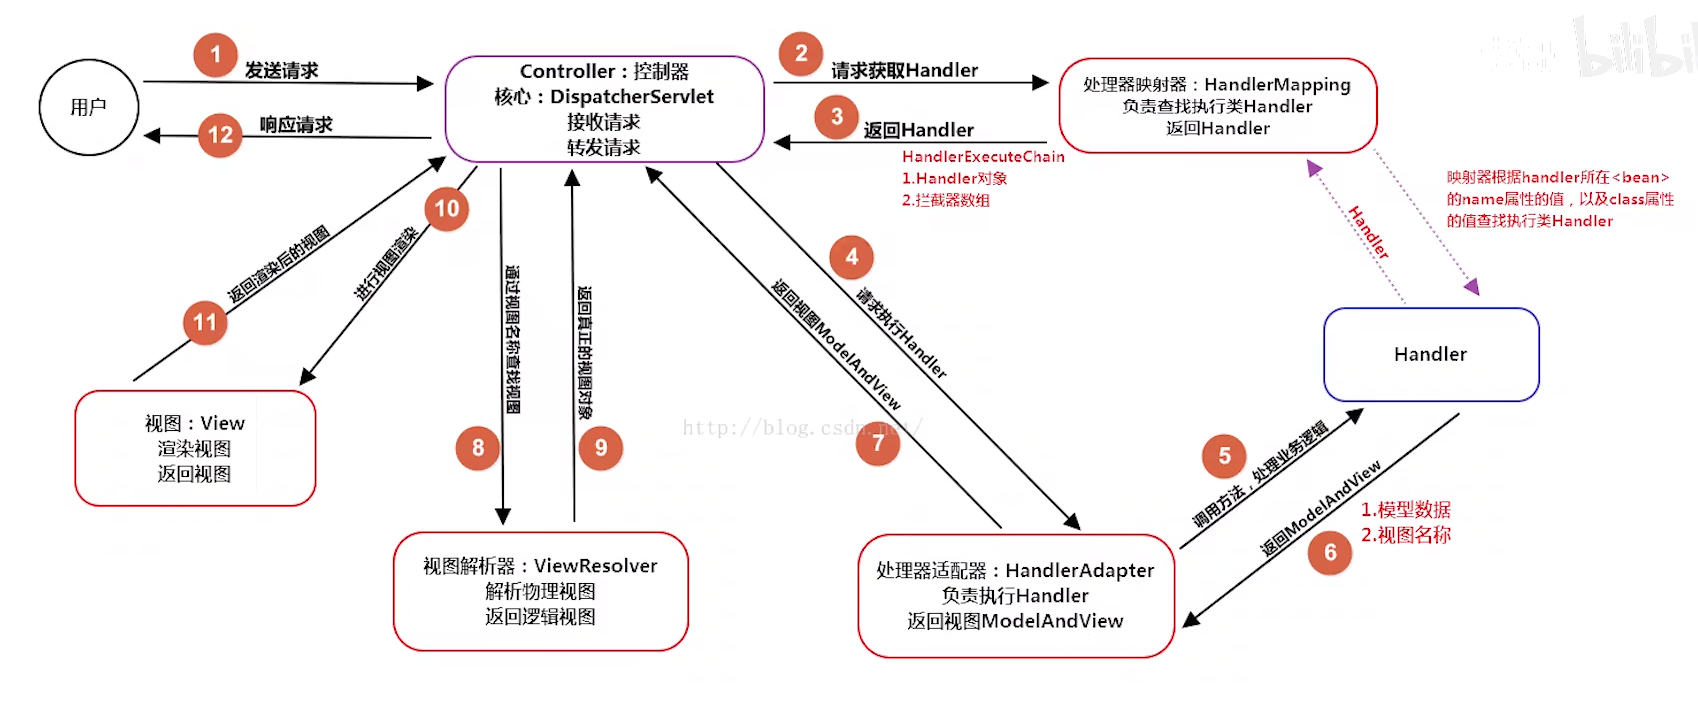 1
发送请求
用户
12
响应请求
Controller：控制器
核心：DispatcherServlet
接收请求
转发请求
2
请求获取Handler
3
返回Handler
HandlerExecuteChain
1.Handler对象
2.拦截器数组
处理器映射器：HandlerMapping
负责查找执行类Handler
返回Handler
bilibil
映射器根据handler所在<bean>
的name属性的值，以及class属性
的值查找执行类Handler
Handler
Handler
4
请求执行Handler
5
调用方法，处理业务逻辑
6
返回ModelAndView
1.模型数据
2.视图名称
处理器适配器：HandlerAdapter
负责执行Handler
返回视图ModelAndView
7
返回视图ModelAndView
http://blog.csdn.net/
8
通过视图名称查找视图
9
返回真正的视图对象
视图解析器：ViewResolver
解析物理视图
返回逻辑视图
10
进行视图渲染
11
返回渲染后的视图
视图：View
渲染视图
返回视图